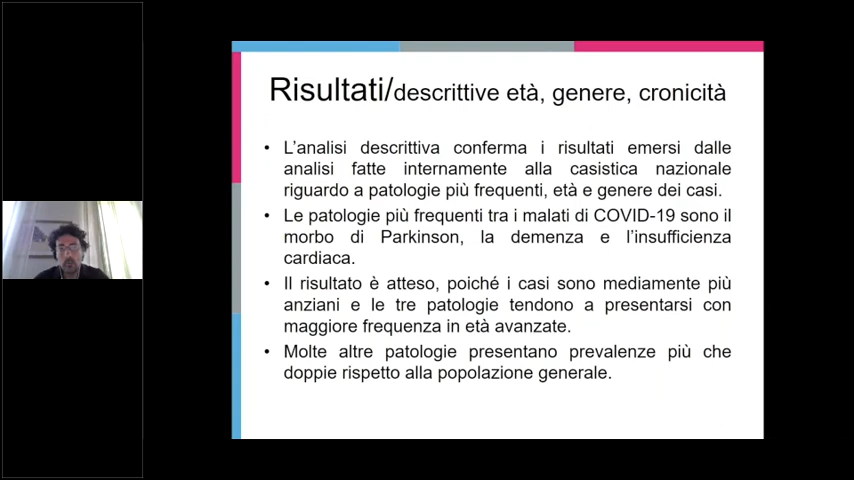 Risultati/descrittive età, genere, cronicità
• L'analisi descrittiva conferma i risultati emersi dalle
analisi fatte internamente alla casistica nazionale
riguardo a patologie più frequenti, età e genere dei casi.
• Le patologie più frequenti tra i malati di COVID-19 sono il
morbo di Parkinson, la demenza e l'insufficienza
cardiaca.
• Il risultato è atteso, poiché i casi sono mediamente più
anziani e le tre patologie tendono a presentarsi con
maggiore frequenza in età avanzate.
• Molte altre patologie presentano prevalenze più che
doppie rispetto alla popolazione generale.